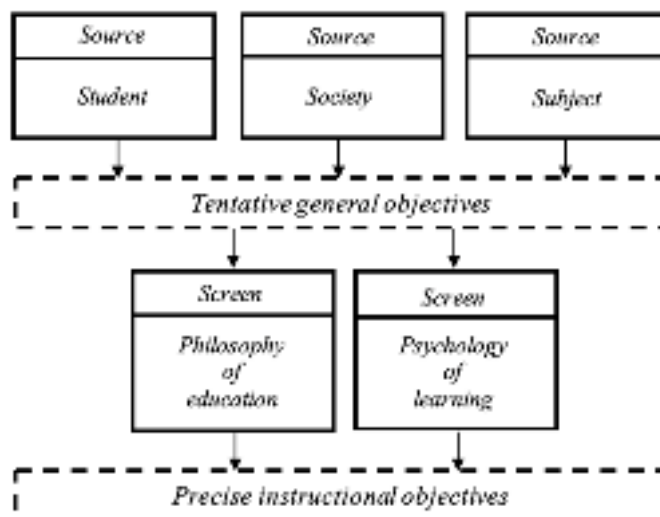 Source
Student
Source
Society
Source
Subject
Tentative general objectives
Screen
Philosophy
of
education
Screen
Psychology
of
learning
Precise instructional objectives